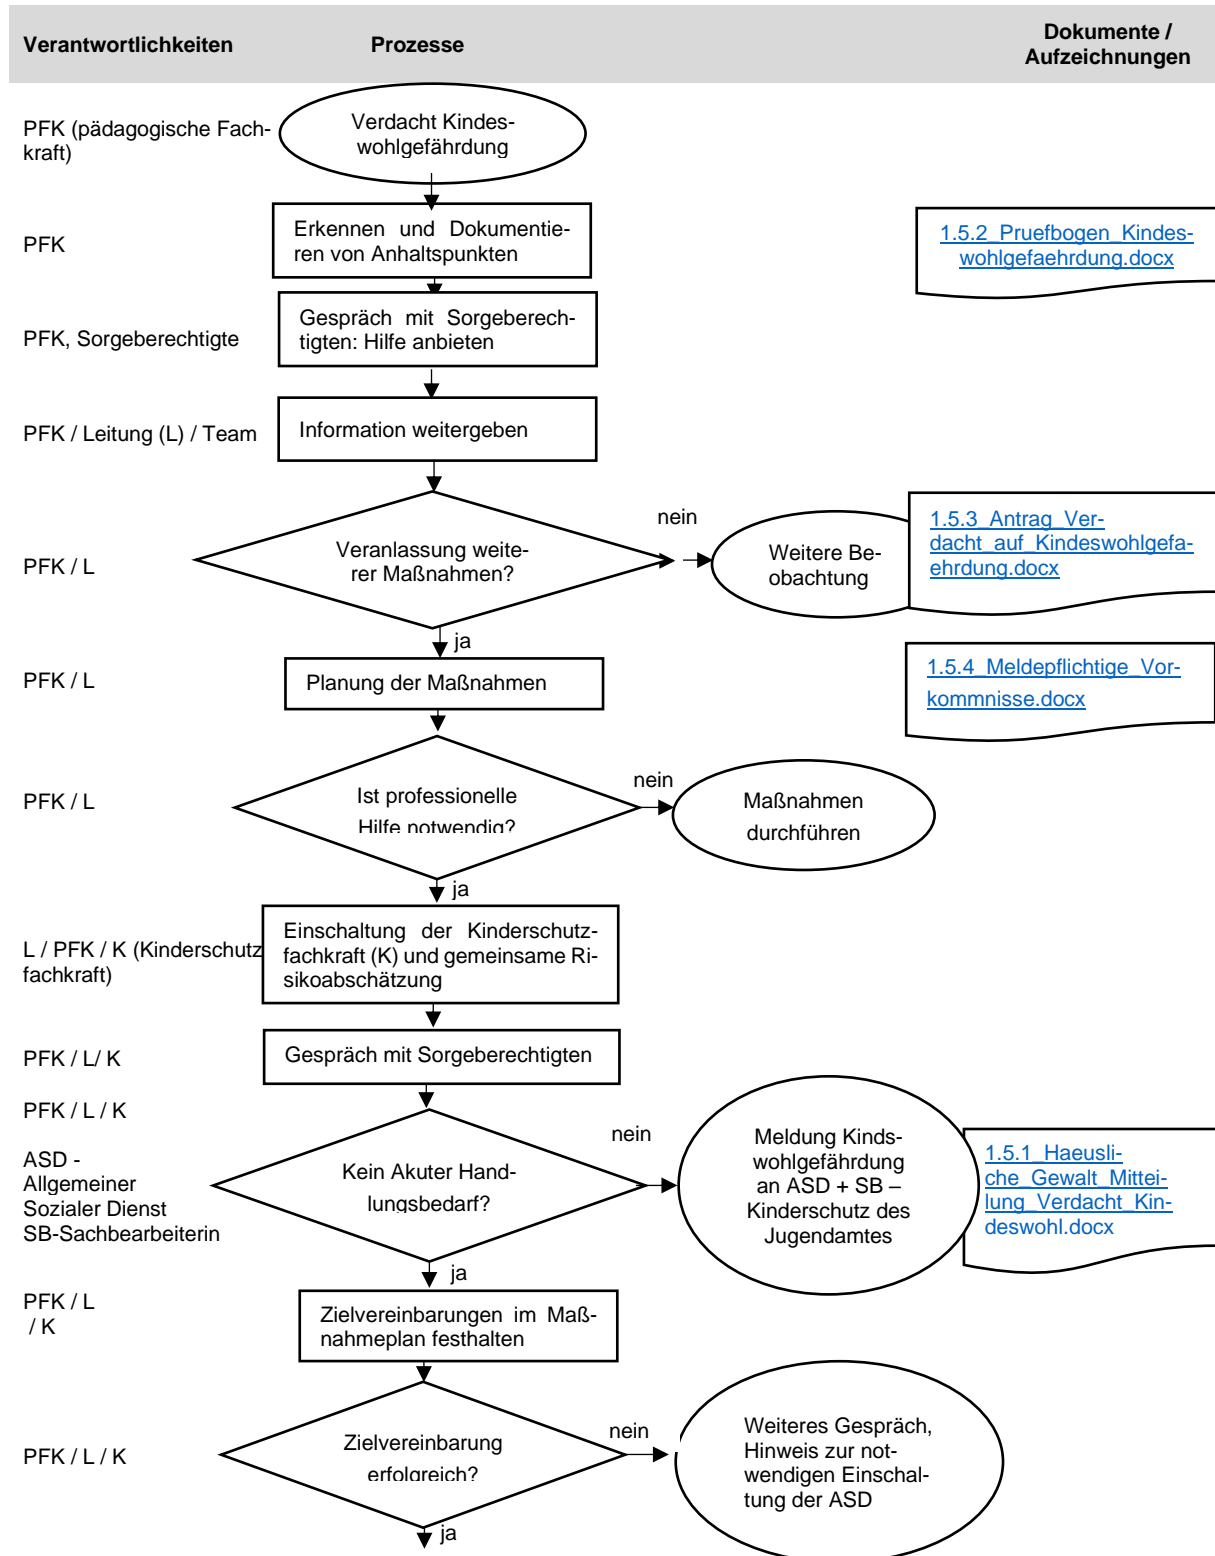 Verantwortlichkeiten
Prozesse
Dokumente /
Aufzeichnungen
PFK (pädagogische Fach-
kraft)
Verdacht Kindes-
wohlgefährdung
PFK
Erkennen und Dokumentie-
ren von Anhaltspunkten
1.5.2_Pruefbogen_Kindes-
wohlgefaehrdung.docx
PFK, Sorgeberechtigte
Gespräch mit Sorgeberech-
tigten: Hilfe anbieten
PFK / Leitung (L) / Team
Information weitergeben
PFK / L
Veranlassung weite-
rer Maßnahmen?
nein
Weitere Be-
obachtung
1.5.3_Antrag_Ver-
dacht_auf_Kindeswohlgefa-
ehrdung.docx
ja
PFK / L
Planung der Maßnahmen
1.5.4_Meldepflichtige_Vor-
kommnisse.docx
PFK / L
Ist professionelle
Hilfe notwendig?
nein
Maßnahmen
durchführen
ja
L / PFK / K (Kinderschutz
fachkraft)
Einschaltung der Kinderschutz-
fachkraft (K) und gemeinsame Ri-
sikoabschätzung
PFK / L/ K
Gespräch mit Sorgeberechtigten
PFK / L / K
ASD -
Allgemeiner
Sozialer Dienst
SB-Sachbearbeiterin
Kein Akuter Hand-
lungsbedarf?
nein
Meldung Kinds-
wohlgefährdung
an ASD + SB –
Kinderschutz des
Jugendamtes
1.5.1_Haeusli-
che_Gewalt_Mittei-
lung_Verdacht_Kin-
deswohl.docx
ja
PFK / L
/ K
Zielvereinbarungen im Maß-
nahmeplan festhalten
PFK / L / K
Zielvereinbarung
erfolgreich?
nein
Weiteres Gespräch,
Hinweis zur not-
wendigen Einschal-
tung der ASD
ja